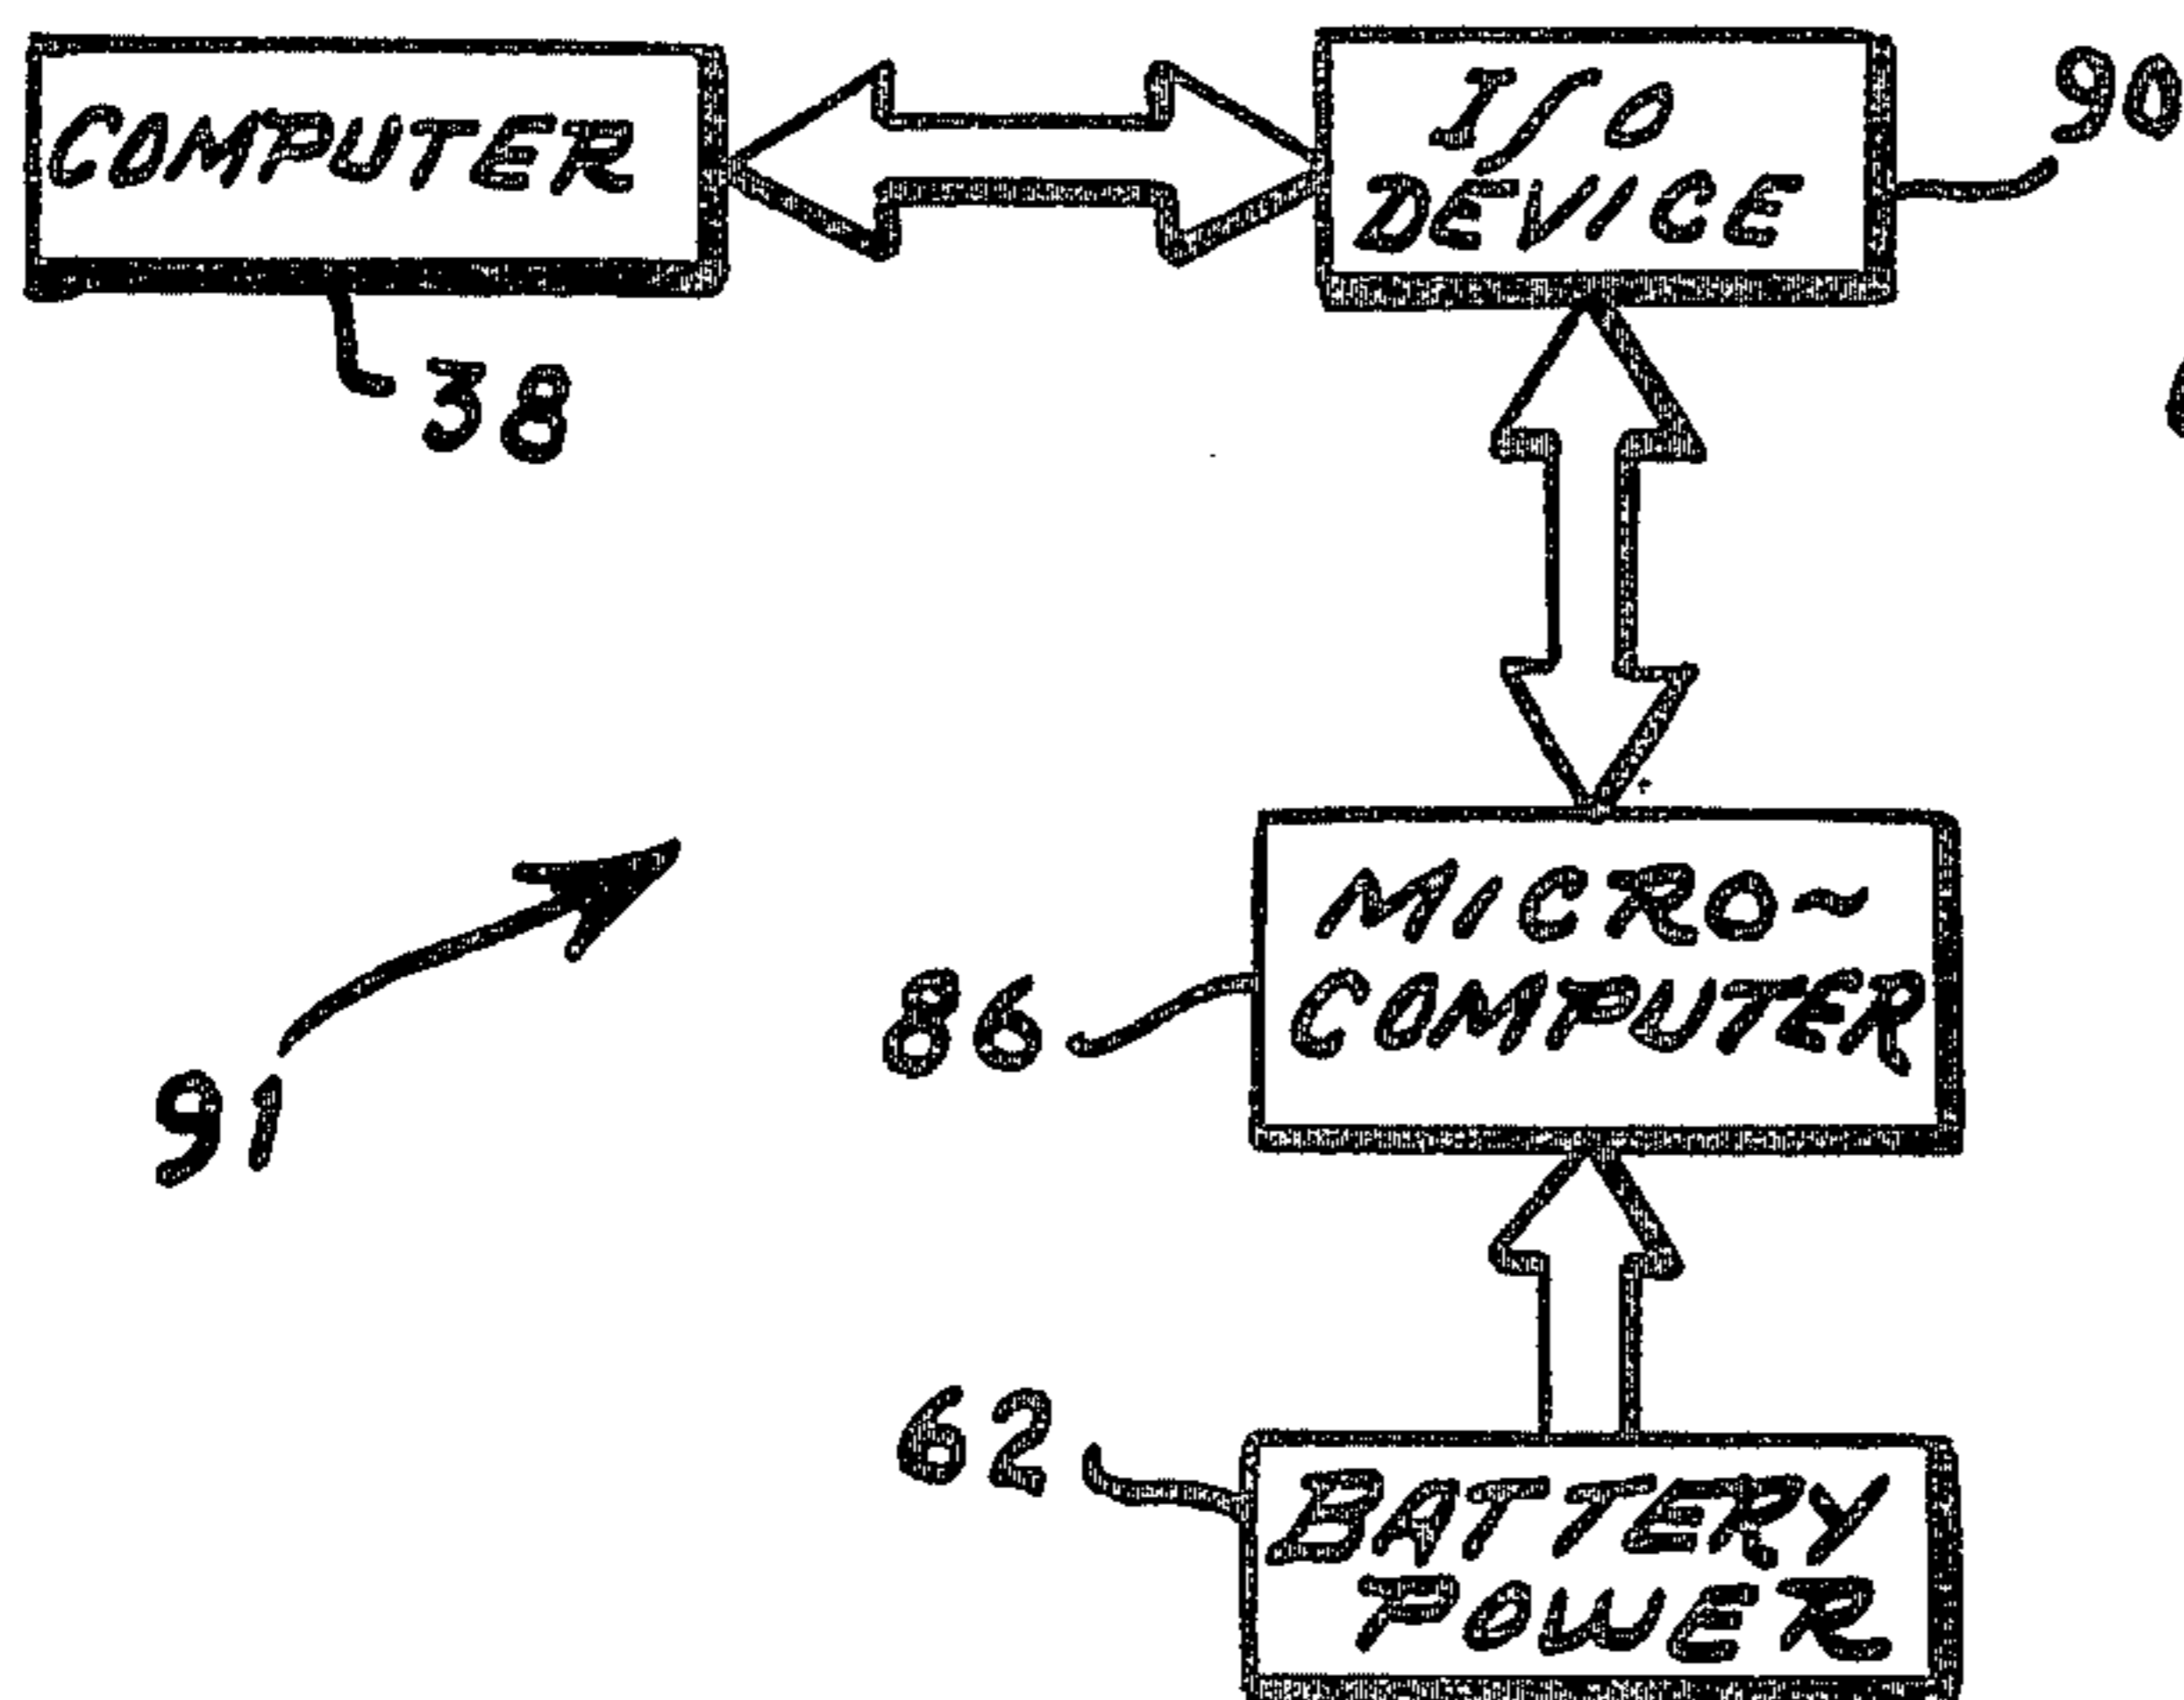 COMPUTER
I/O
DEVICE
90
38
MICRO~
COMPUTER
86
91
62
BATTERY
POWER